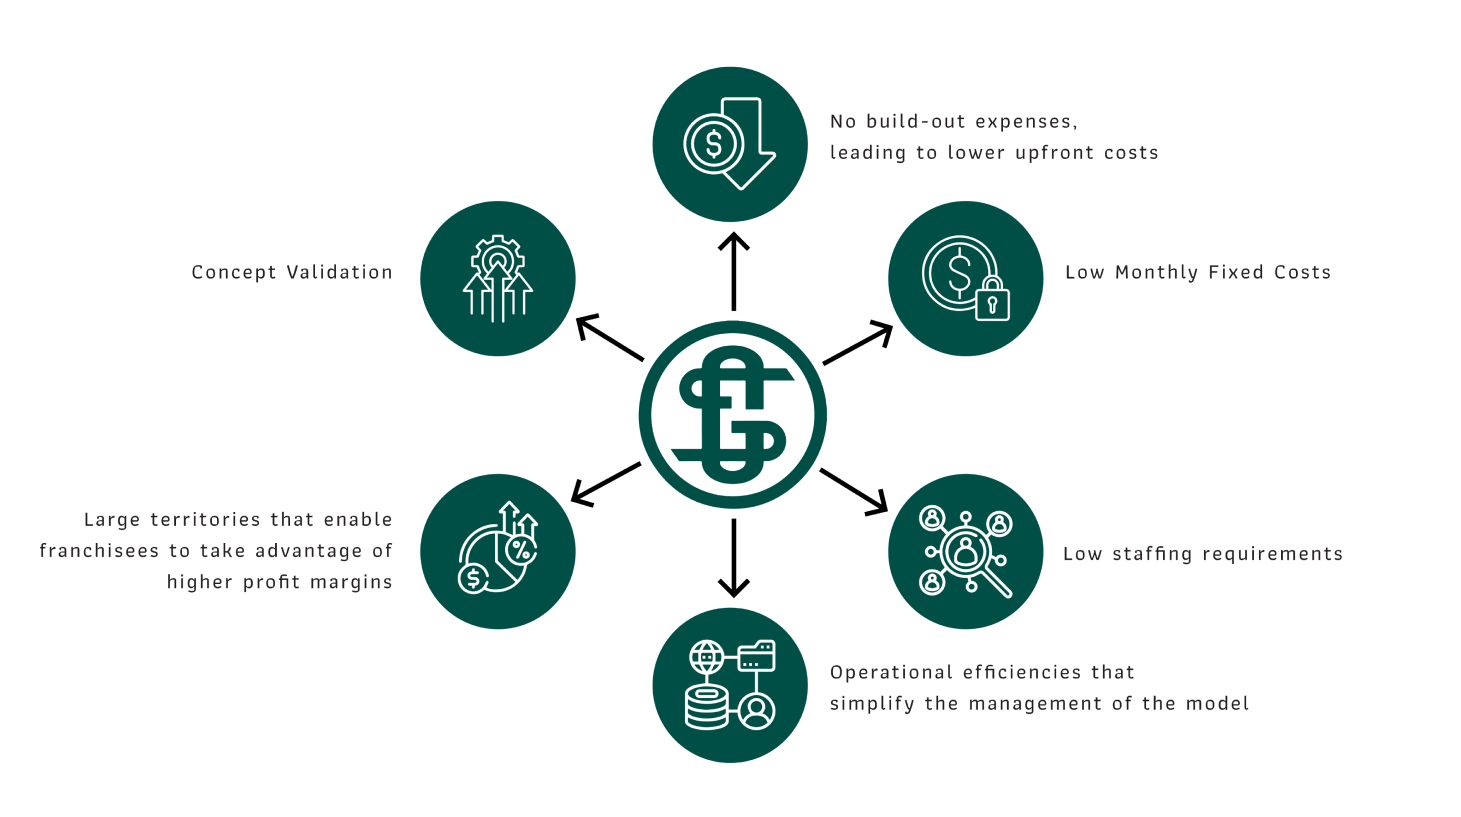 No build-out expenses,
leading to lower upfront costs
Concept Validation
Low Monthly Fixed Costs
Large territories that enable
franchisees to take advantage of
higher profit margins
Low staffing requirements
Operational efficiencies that
simplify the management of the model